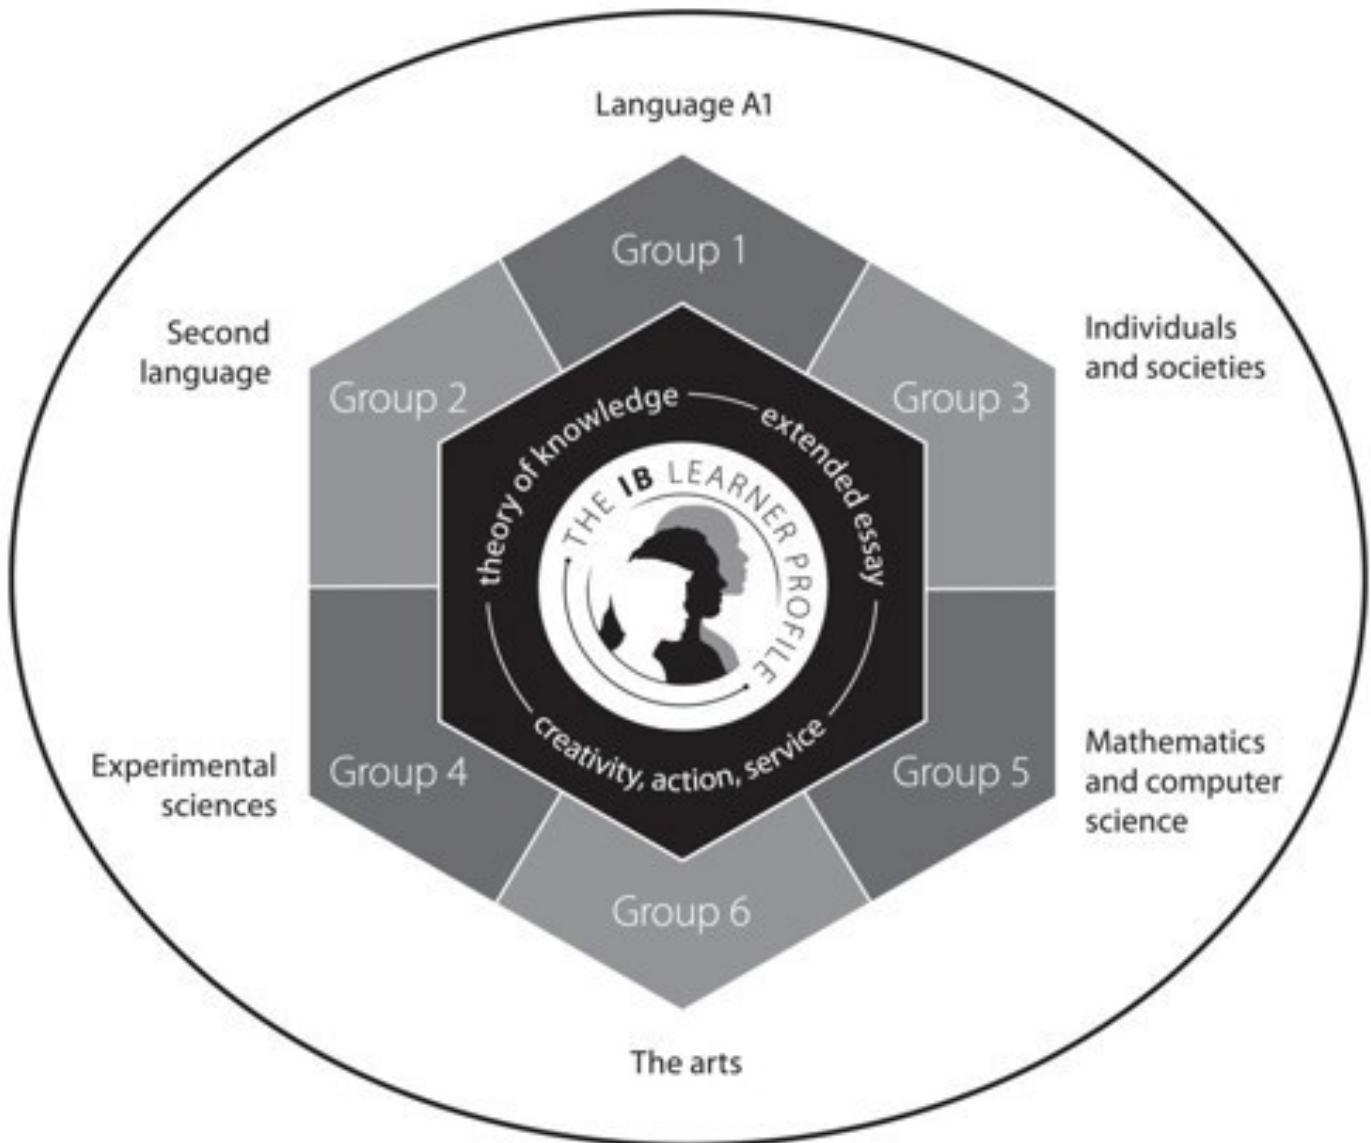 Language A1
Group 1
Second
language
Group 2
Individuals
and societies
Group 3
theory of knowledge
extended essay
THE IB LEARNER PROFILE
creativity, action, service
Experimental
sciences
Group 4
Group 5
Mathematics
and computer
science
Group 6
The arts